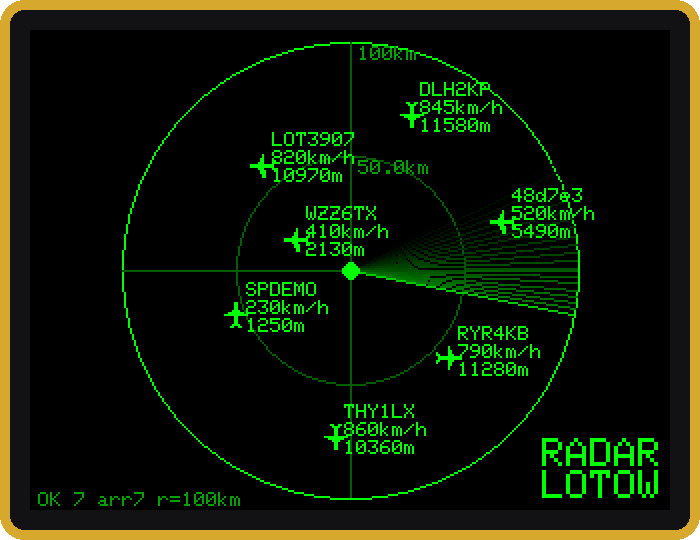 100km
DLH2KP
845km/h
11580m
LOT3907
820km/h
10970m
50.0km
48d7e3
520km/h
5490m
WZZ6TX
410km/h
2130m
SPDEMO
230km/h
1250m
RYR4KB
790km/h
11280m
THY1LX
860km/h
10360m
RADAR
LOTOW
OK 7 arr7 r=100km